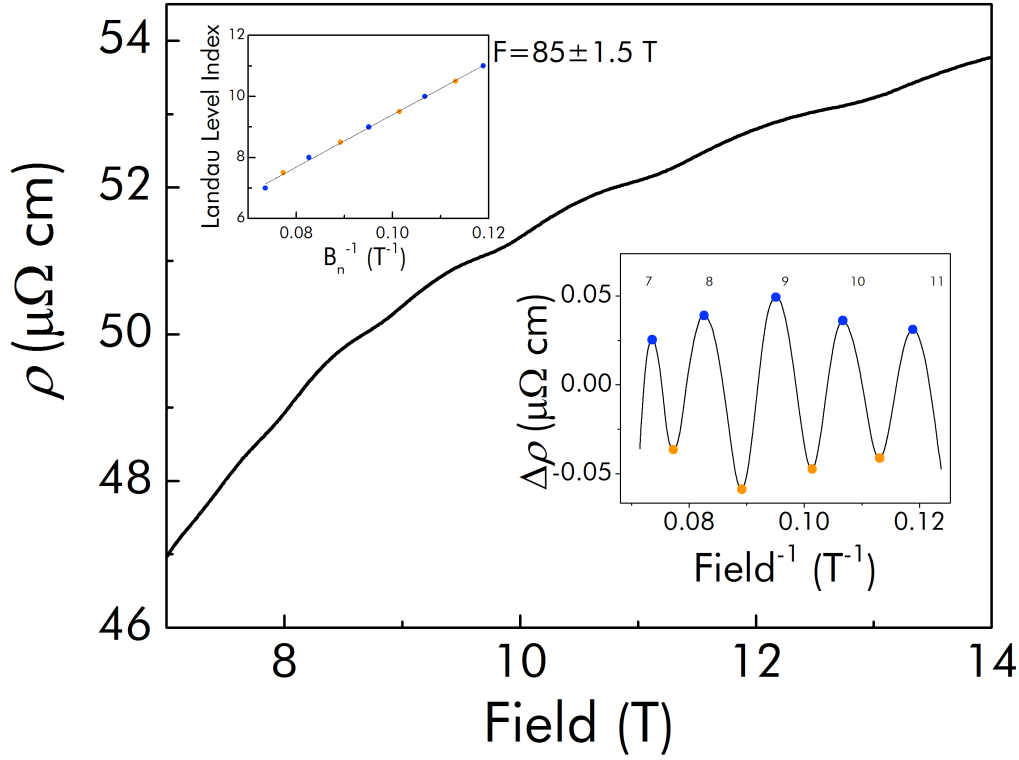 54
52
50
48
46
ρ (μΩ cm)
8 10 12 14
Field (T)
F=85±1.5 T
12
10
8
6
Landau Level Index
0.08 0.10 0.12
Bₙ⁻¹ (T⁻¹)
7 8 9 10 11
0.05
0.00
-0.05
Δρ (μΩ cm)
0.08 0.10 0.12
Field⁻¹ (T⁻¹)